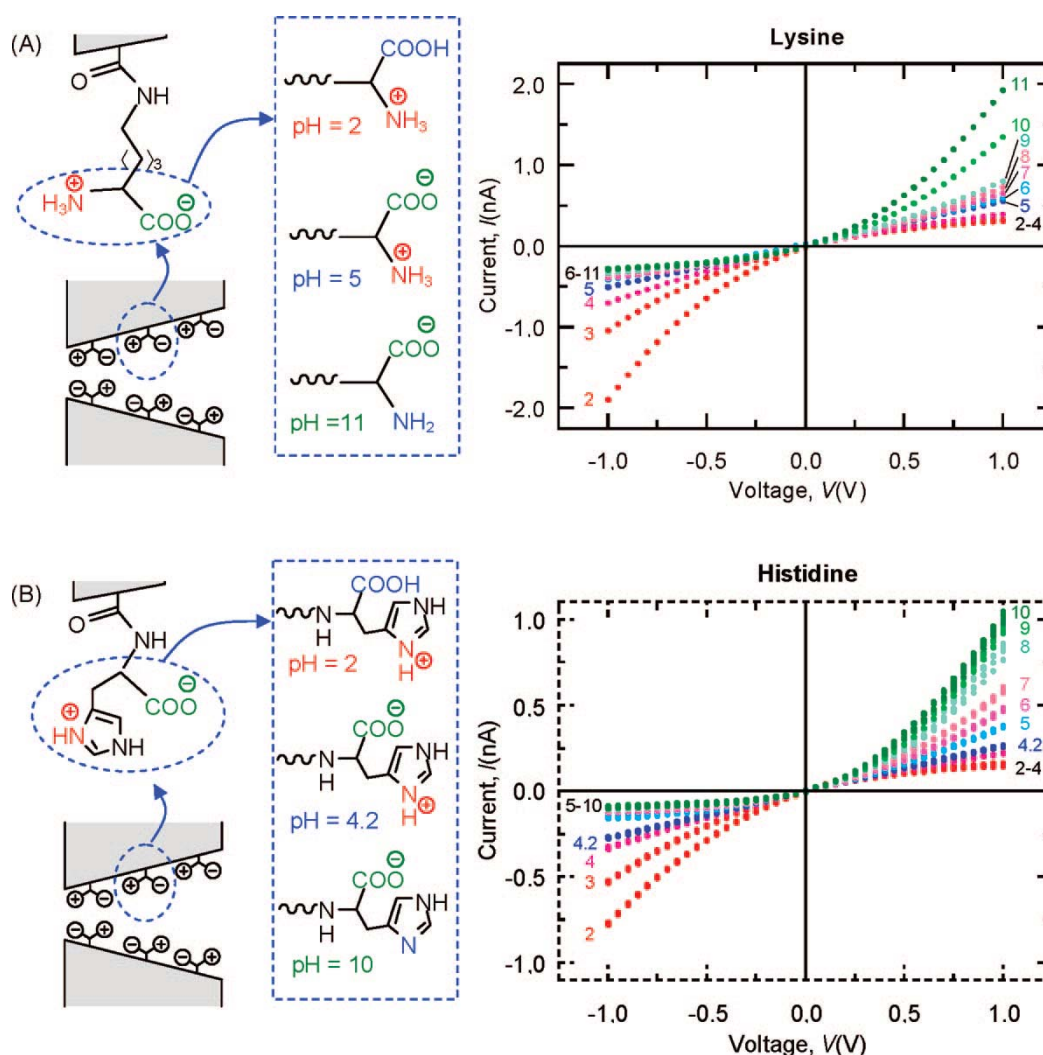 (A)
O
NH
3
⊕
H3N
⊖
COO
⊕ ⊖ ⊕ ⊖ ⊕ ⊖
⊖ ⊕ ⊖ ⊕ ⊖ ⊕
COOH
⊕
NH3
pH = 2
⊖
COO
⊕
NH3
pH = 5
⊖
COO
NH2
pH =11
Lysine
Current, I/(nA)
2.0
1.0
0.0
-1.0
-2.0
11
10
9
8
7
6
5
2-4
6-11
5
4
3
2
-1.0 -0.5 0.0 0.5 1.0
Voltage, V(V)
(B)
O
NH
⊖
COO
⊕
HN
NH
⊕ ⊖ ⊕ ⊖ ⊕ ⊖
⊖ ⊕ ⊖ ⊕ ⊖ ⊕
COOH
N
H
NH
N
H ⊕
pH = 2
⊖
COO
N
H
NH
N
H ⊕
pH = 4.2
⊖
COO
N
H
NH
N
pH = 10
Histidine
Current, I/(nA)
1.0
0.5
0.0
-0.5
-1.0
10
9
8
7
6
5
4.2
2-4
5-10
4.2
4
3
2
-1.0 -0.5 0.0 0.5 1.0
Voltage, V(V)